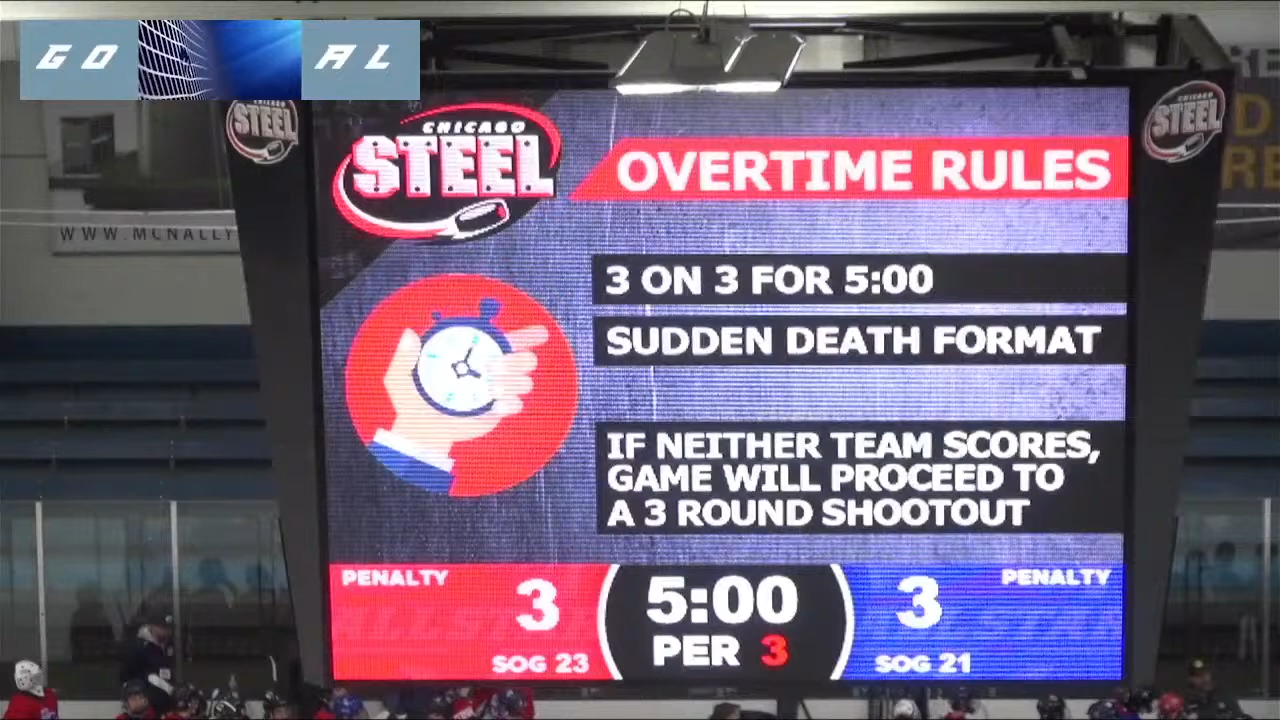 GO AL
CHICAGO
STEEL
STEEL
STEEL
OVERTIME RULES
3 ON 3 FOR 5:00
SUDDEN DEATH FORMAT
IF NEITHER TEAM SCORES,
GAME WILL PROCEED TO
A 3 ROUND SHOOTOUT
PENALTY 3 5:00 3 PENALTY
SOG 23 PER 3 SOG 21